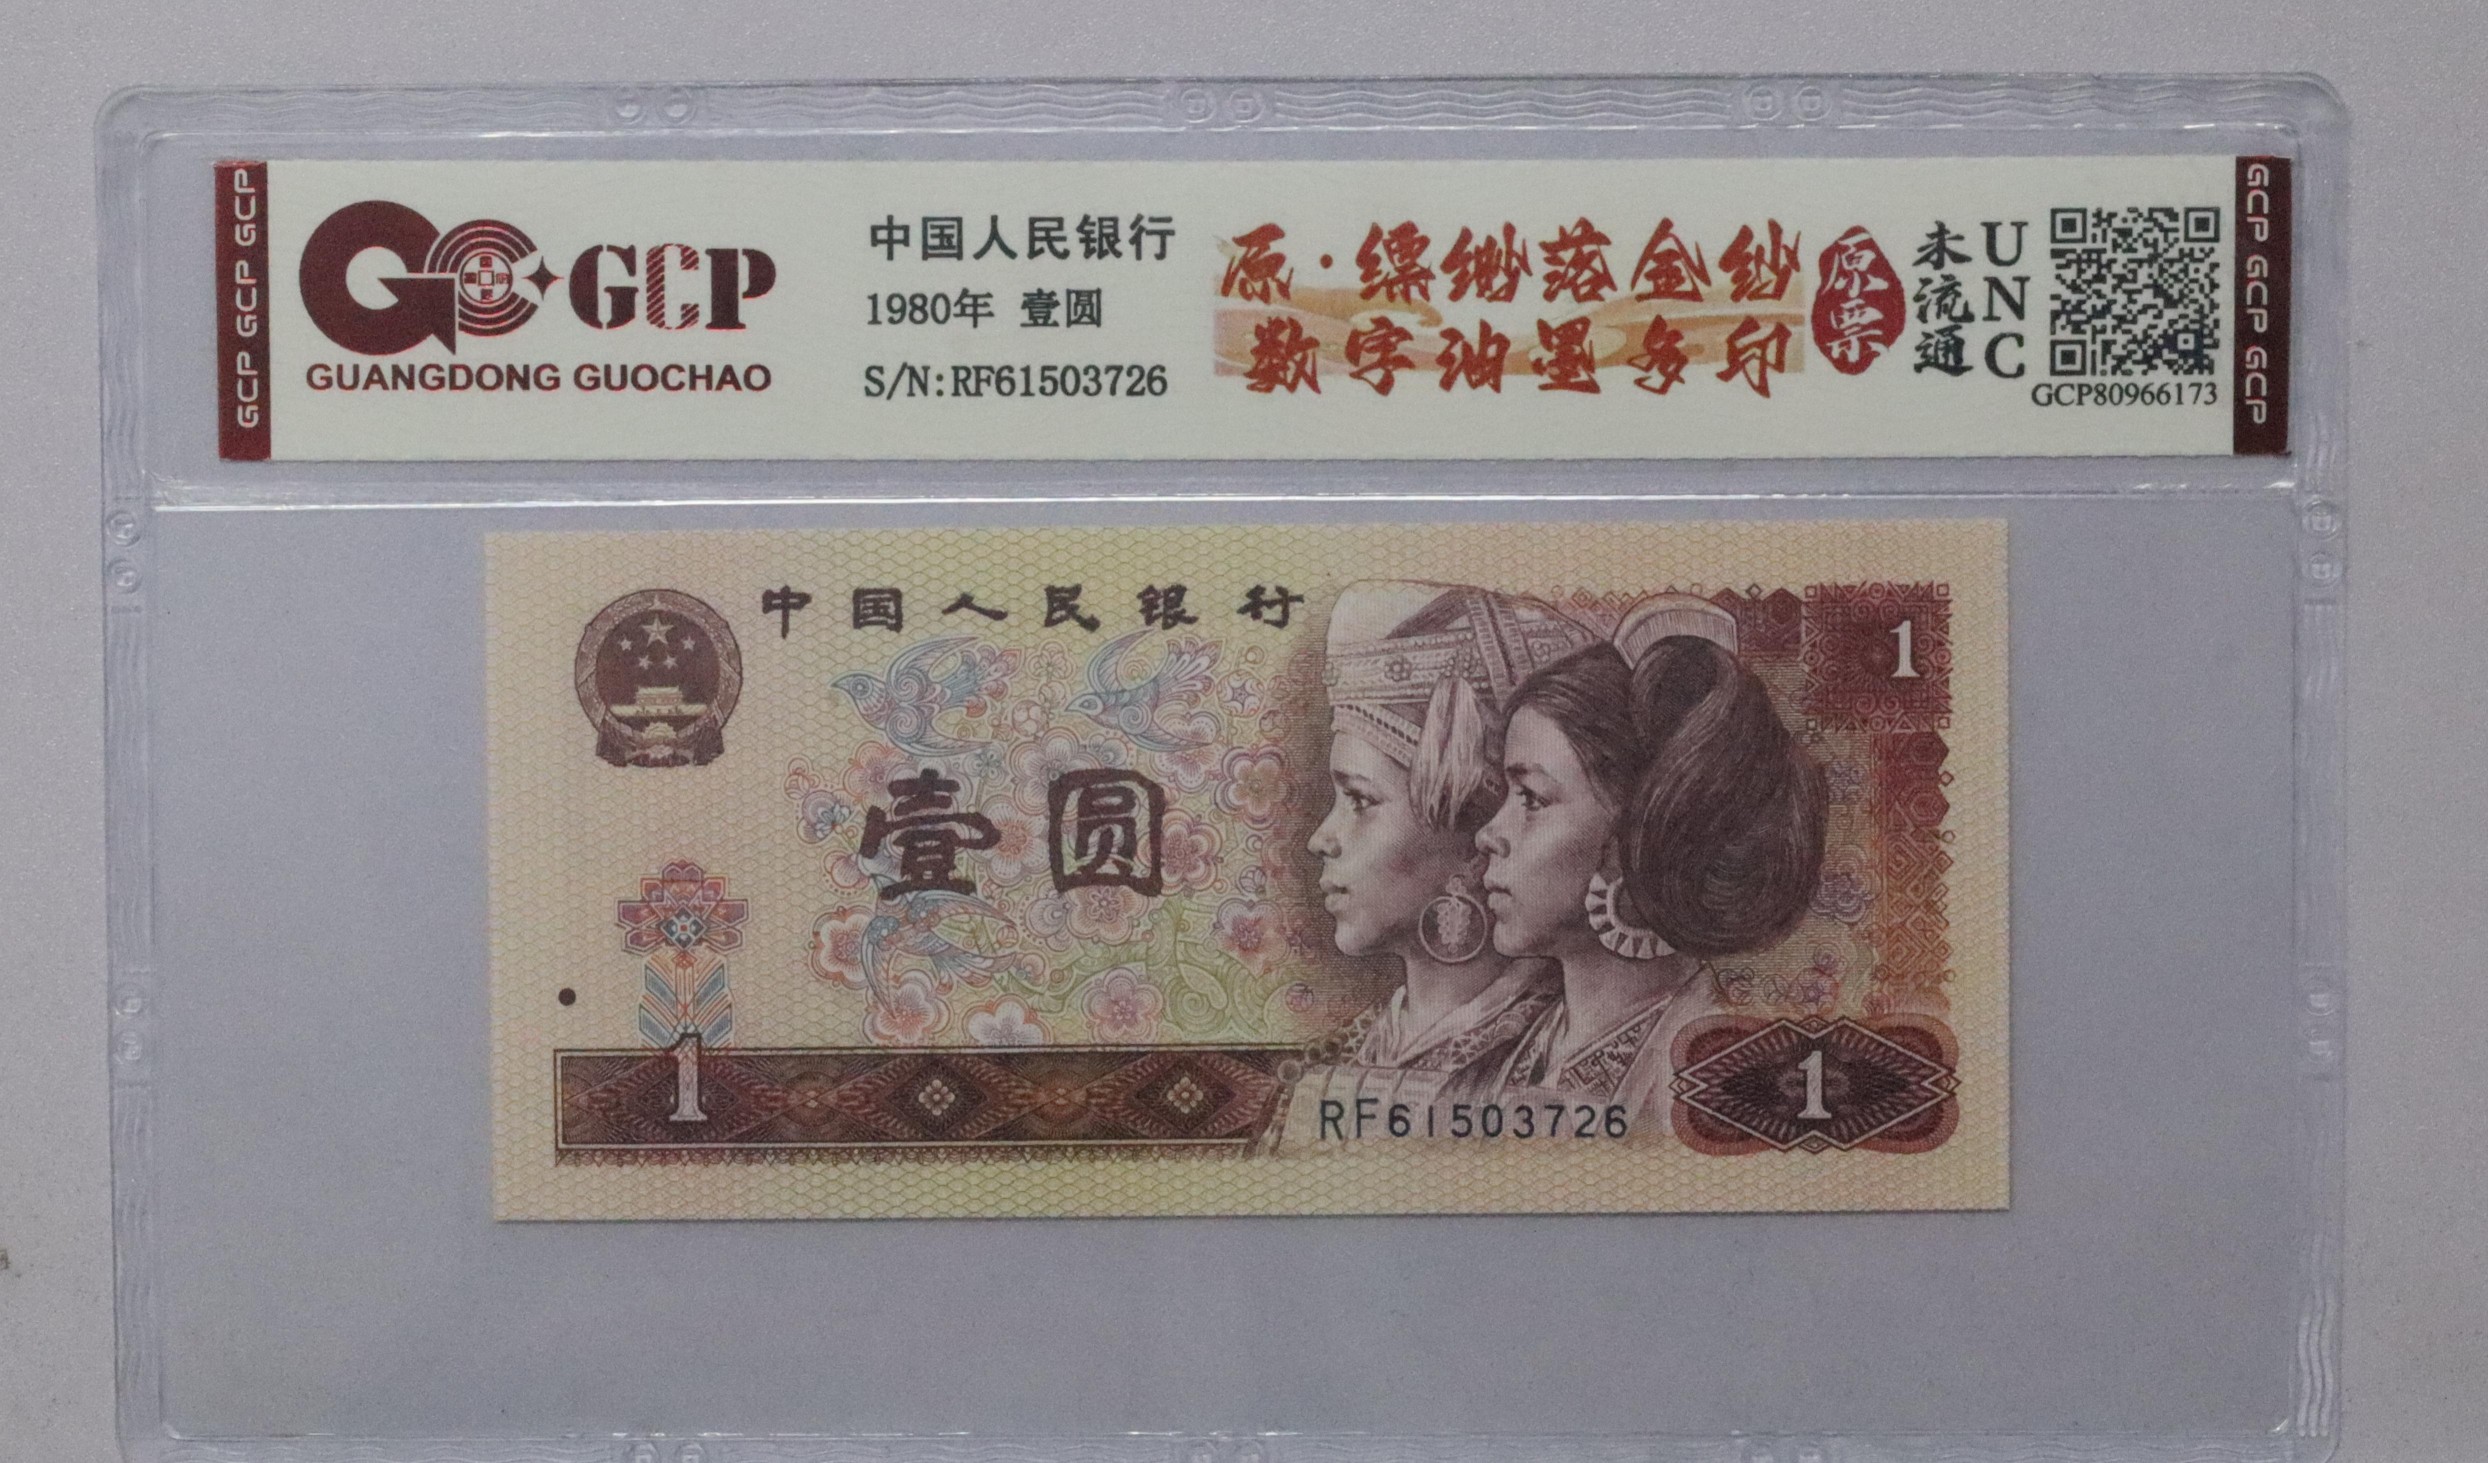 GCP GCP GCP
GCP
GUANGDONG GUOCHAO
中国人民银行
1980年 壹圆
S/N:RF61503726
原·缥缈落金纱
数字油墨多印
原票
未流通
UNC
GCP80966173
GCP GCP GCP
中国人民银行
1
壹圆
1
RF61503726
1